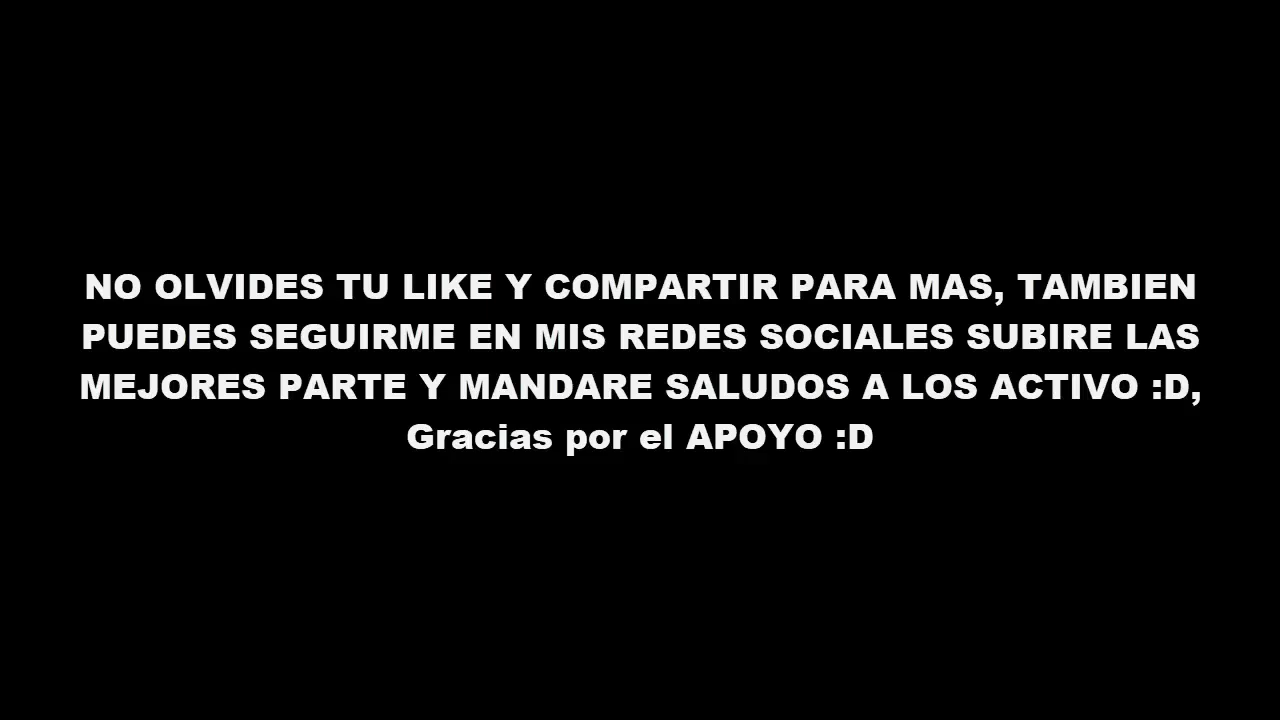 NO OLVIDES TU LIKE Y COMPARTIR PARA MAS, TAMBIEN
PUEDES SEGUIRME EN MIS REDES SOCIALES SUBIRE LAS
MEJORES PARTE Y MANDARE SALUDOS A LOS ACTIVO :D,
Gracias por el APOYO :D